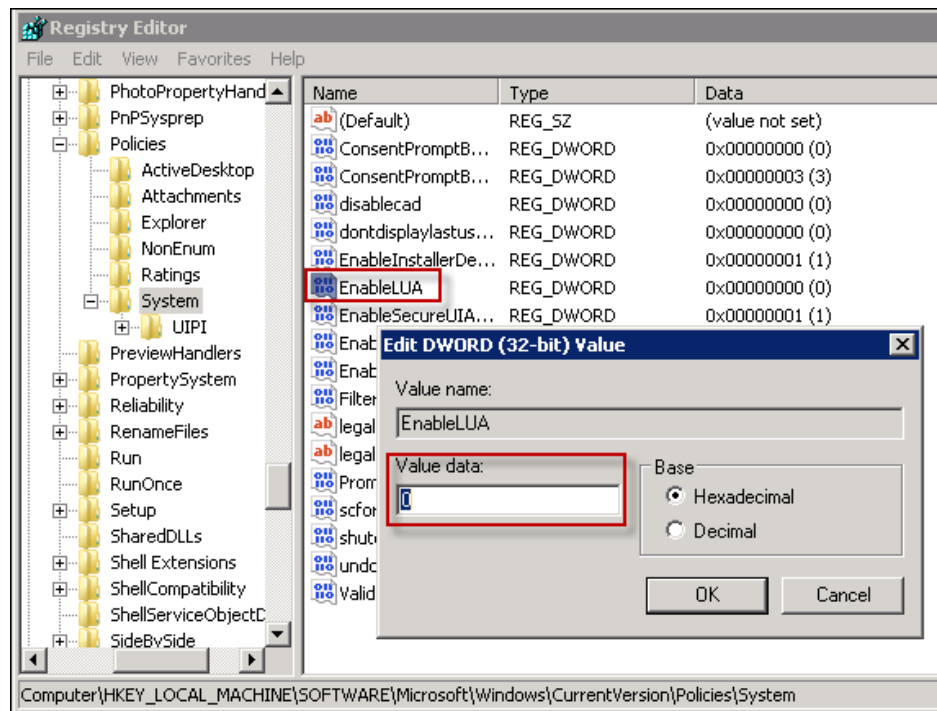 Registry Editor
File Edit View Favorites Help
PhotoPropertyHand
PnPSysprep
Policies
ActiveDesktop
Attachments
Explorer
NonEnum
Ratings
System
UIPI
PreviewHandlers
PropertySystem
Reliability
RenameFiles
Run
RunOnce
Setup
SharedDLLs
Shell Extensions
ShellCompatibility
ShellServiceObjectD
SideBySide
Name Type Data
(Default) REG_SZ (value not set)
ConsentPromptB... REG_DWORD 0x00000000 (0)
ConsentPromptB... REG_DWORD 0x00000003 (3)
disablecad REG_DWORD 0x00000000 (0)
dontdisplaylastus... REG_DWORD 0x00000000 (0)
EnableInstallerDe... REG_DWORD 0x00000001 (1)
EnableLUA REG_DWORD 0x00000000 (0)
EnableSecureUIA... REG_DWORD 0x00000001 (1)
Enab
Enab
Filter
legal
legal
Prom
scfor
shut
undo
Valid
Edit DWORD (32-bit) Value
Value name:
EnableLUA
Value data:
0
Base
Hexadecimal
Decimal
OK Cancel
Computer\HKEY_LOCAL_MACHINE\SOFTWARE\Microsoft\Windows\CurrentVersion\Policies\System